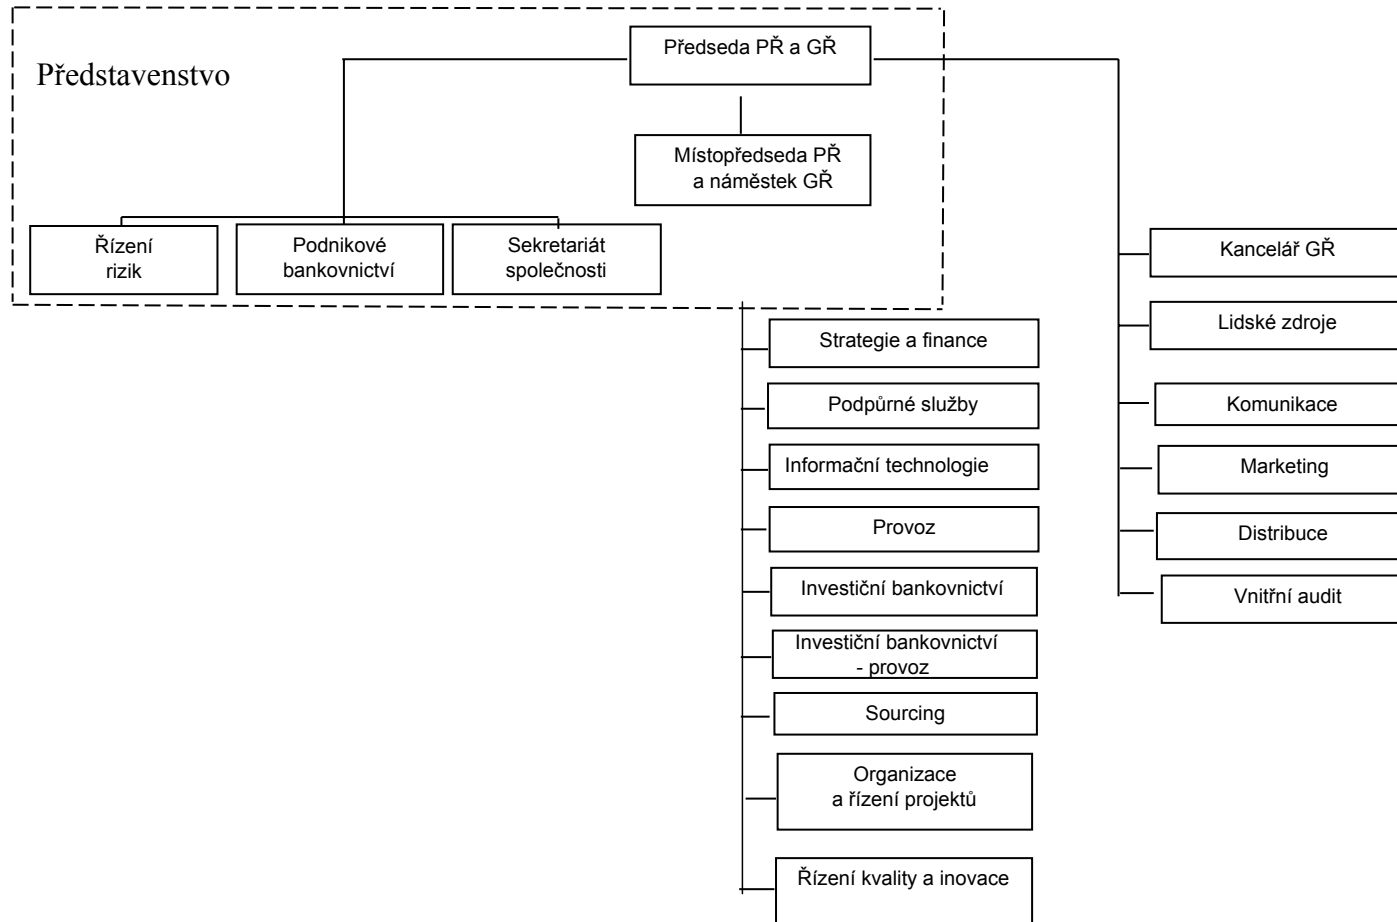 Předseda PŘ a GŘ
Představenstvo
Místopředseda PŘ
a náměstek GŘ
Řízení
rizik
Podnikové
bankovnictví
Sekretariát
společnosti
Strategie a finance
Podpůrné služby
Informační technologie
Provoz
Investiční bankovnictví
Investiční bankovnictví
- provoz
Sourcing
Organizace
a řízení projektů
Řízení kvality a inovace
Kancelář GŘ
Lidské zdroje
Komunikace
Marketing
Distribuce
Vnitřní audit